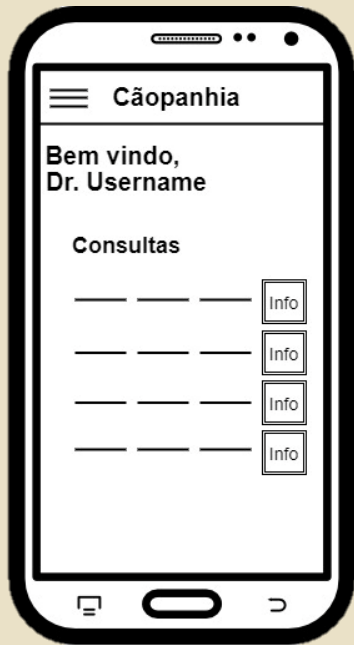 Cãopanhia
Bem vindo,
Dr. Username
Consultas
Info
Info
Info
Info